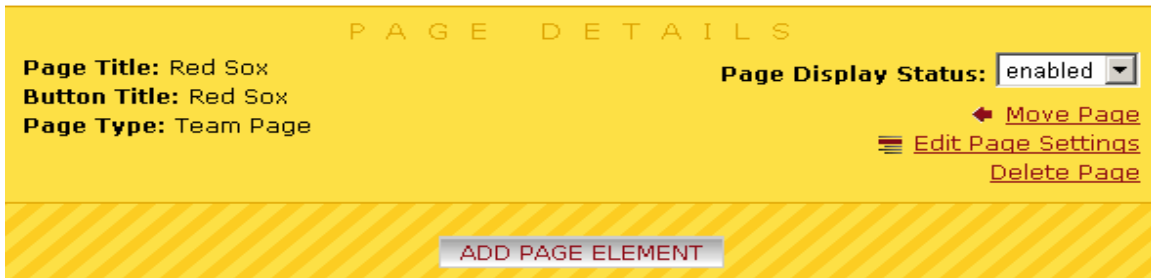 PAGE DETAILS
Page Title: Red Sox
Button Title: Red Sox
Page Type: Team Page
Page Display Status: enabled
Move Page
Edit Page Settings
Delete Page
ADD PAGE ELEMENT